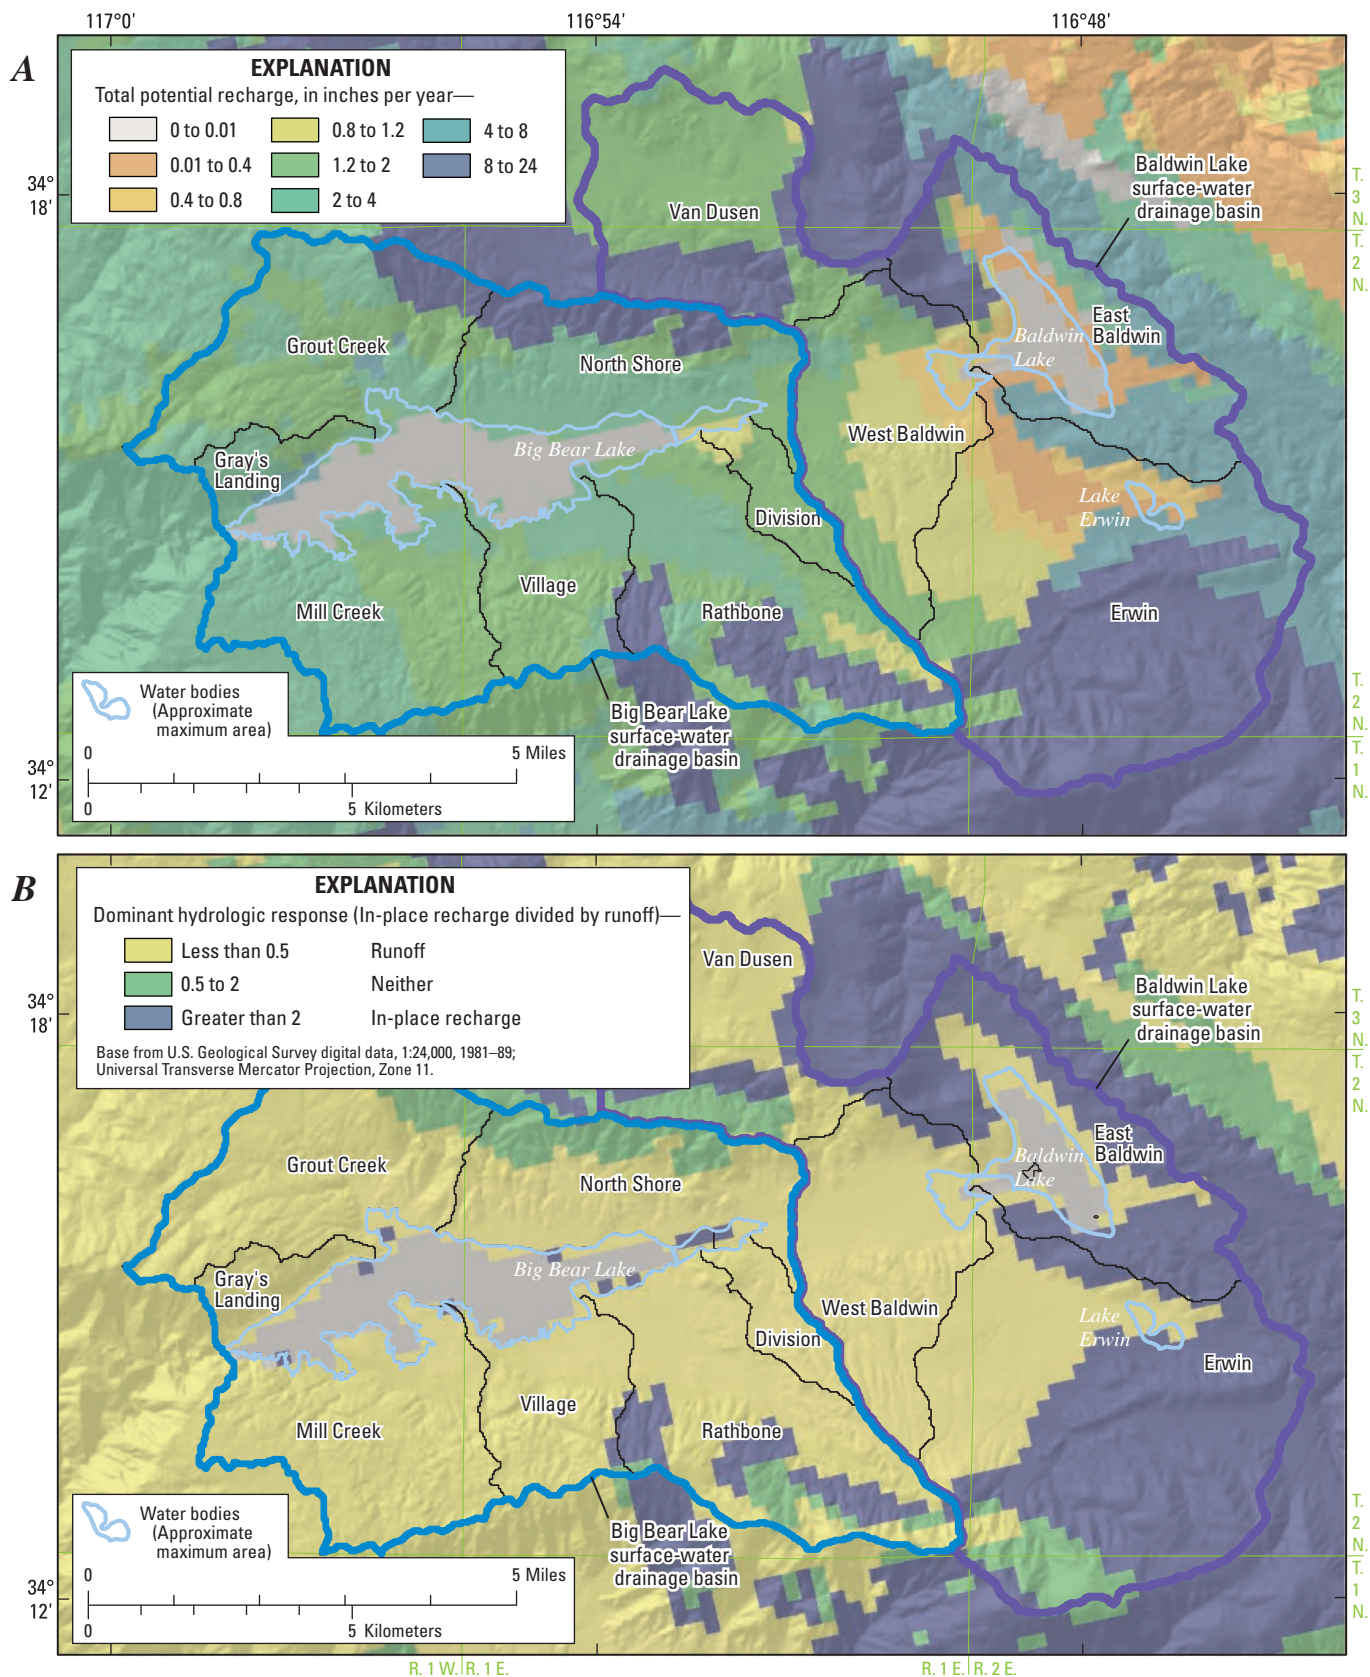 117°0'
116°54'
116°48'
A
EXPLANATION
Total potential recharge, in inches per year—
0 to 0.01
0.8 to 1.2
4 to 8
0.01 to 0.4
1.2 to 2
8 to 24
0.4 to 0.8
2 to 4
34°
18'
T.
3
N.
T.
2
N.
Van Dusen
Baldwin Lake
surface-water
drainage basin
Grout Creek
North Shore
East
Baldwin
Baldwin
Lake
Gray's
Landing
Big Bear Lake
West Baldwin
Division
Lake
Erwin
Mill Creek
Village
Rathbone
Erwin
Water bodies
(Approximate
maximum area)
Big Bear Lake
surface-water
drainage basin
T.
2
N.
T.
1
N.
34°
12'
0
5 Miles
0
5 Kilometers
B
EXPLANATION
Dominant hydrologic response (In-place recharge divided by runoff)—
Less than 0.5 Runoff
0.5 to 2 Neither
Greater than 2 In-place recharge
Base from U.S. Geological Survey digital data, 1:24,000, 1981–89;
Universal Transverse Mercator Projection, Zone 11.
34°
18'
T.
3
N.
T.
2
N.
Van Dusen
Baldwin Lake
surface-water
drainage basin
Grout Creek
North Shore
East
Baldwin
Baldwin
Lake
Gray's
Landing
Big Bear Lake
West Baldwin
Division
Lake
Erwin
Erwin
Mill Creek
Village
Rathbone
Water bodies
(Approximate
maximum area)
Big Bear Lake
surface-water
drainage basin
T.
2
N.
T.
1
N.
34°
12'
0
5 Miles
0
5 Kilometers
R. 1 W. R. 1 E.
R. 1 E. R. 2 E.